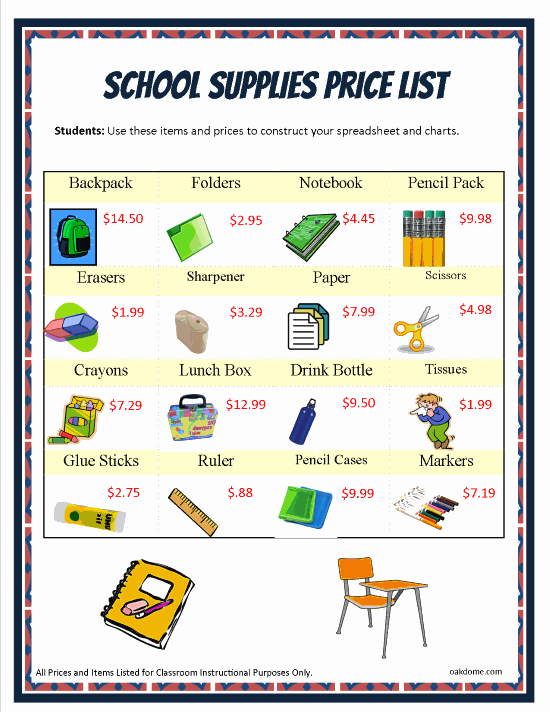 SCHOOL SUPPLIES PRICE LIST
Students: Use these items and prices to construct your spreadsheet and charts.
Backpack Folders Notebook Pencil Pack
$14.50 $2.95 $4.45 $9.98
Erasers Sharpener Paper Scissors
$1.99 $3.29 $7.99 $4.98
Crayons Lunch Box Drink Bottle Tissues
$7.29 $12.99 $9.50 $1.99
Glue Sticks Ruler Pencil Cases Markers
$2.75 $.88 $9.99 $7.19
All Prices and Items Listed for Classroom Instructional Purposes Only.
oakdome.com